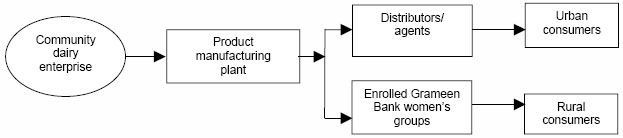 Community
dairy
enterprise
Product
manufacturing
plant
Distributors/
agents
Urban
consumers
Enrolled Grameen
Bank women's
groups
Rural
consumers